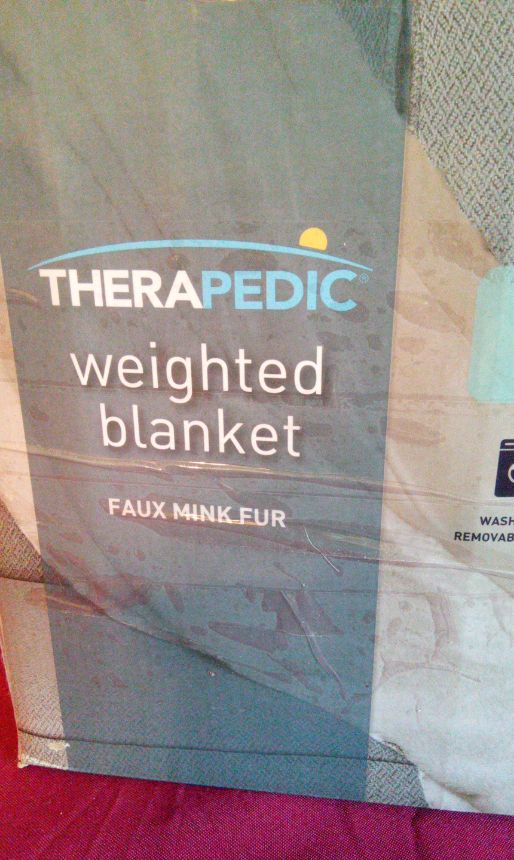 THERAPEDIC®
weighted
blanket
FAUX MINK FUR
WASH
REMOVAB